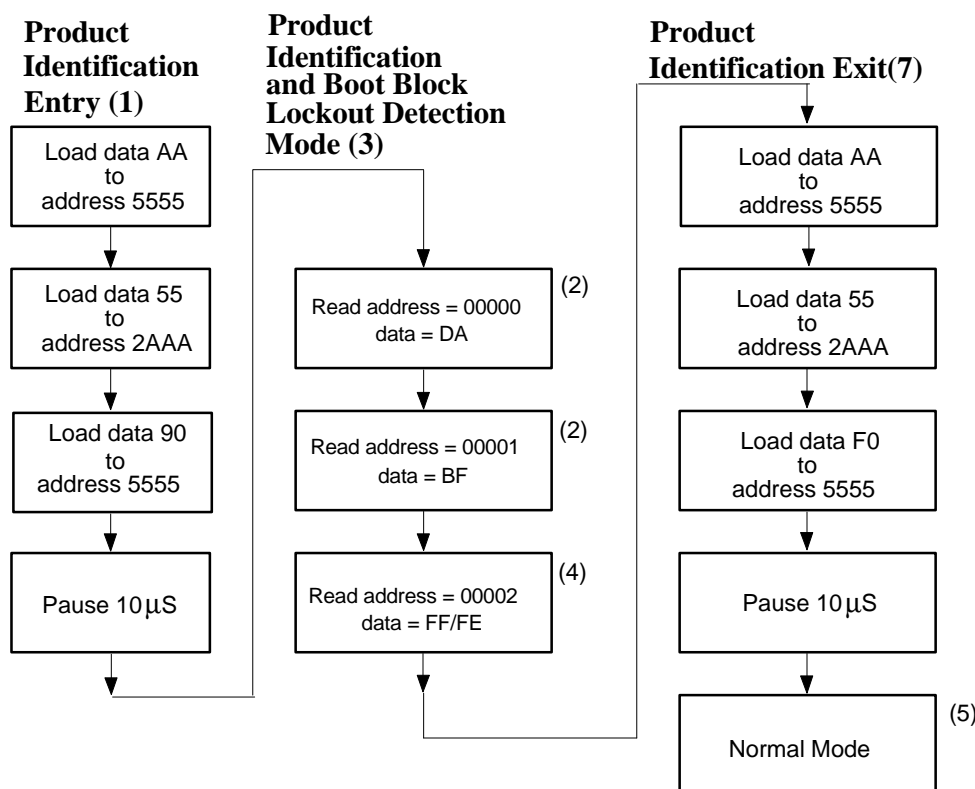 Product
Identification
Entry (1)
Load data AA
to
address 5555
Load data 55
to
address 2AAA
Load data 90
to
address 5555
Pause 10μS
Product
Identification
and Boot Block
Lockout Detection
Mode (3)
Read address = 00000
data = DA
(2)
Read address = 00001
data = BF
(2)
Read address = 00002
data = FF/FE
(4)
Product
Identification Exit(7)
Load data AA
to
address 5555
Load data 55
to
address 2AAA
Load data F0
to
address 5555
Pause 10μS
Normal Mode
(5)